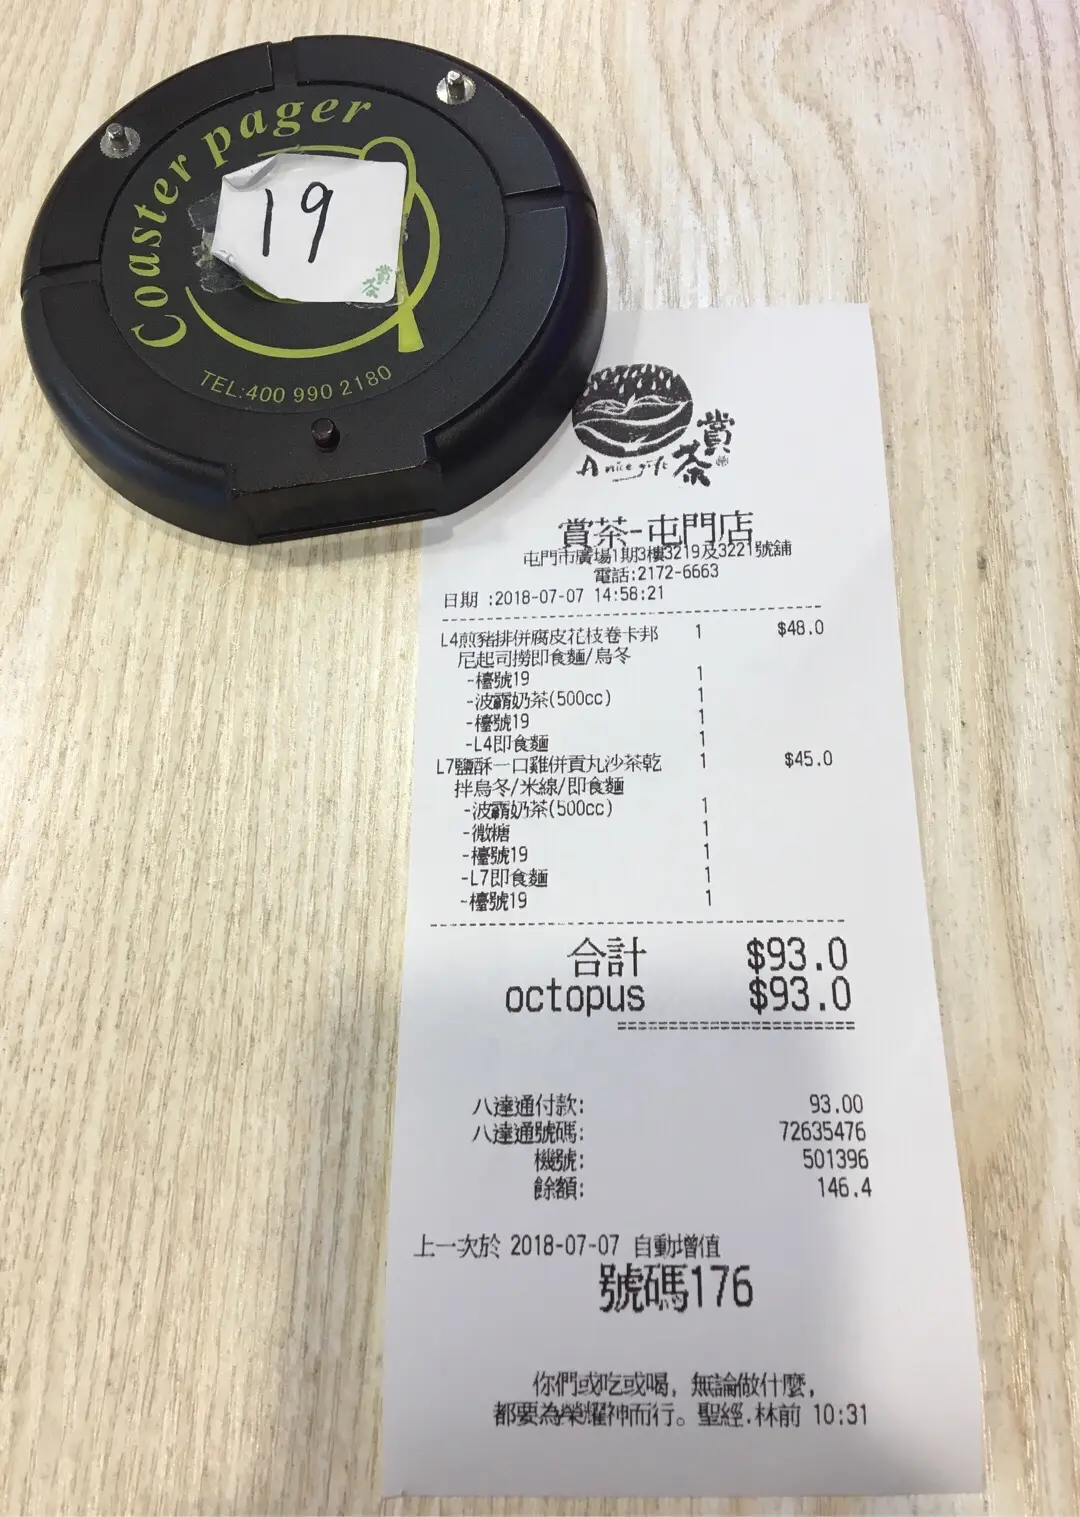 Coaster pager
19
賞茶
TEL:400 990 2180
A nice gift
賞茶
賞茶-屯門店
屯門市廣場1期3樓3219及3221號舖
電話:2172-6663
日期 :2018-07-07 14:58:21
L4煎豬排併腐皮花枝卷卡邦 1 $48.0
尼起司撈即食麵/烏冬
-檯號19 1
-波霸奶茶(500cc) 1
-檯號19 1
-L4即食麵 1
L7鹽酥一口雞併貢丸沙茶乾 1 $45.0
拌烏冬/米線/即食麵
-波霸奶茶(500cc) 1
-微糖 1
-檯號19 1
-L7即食麵 1
-檯號19 1
合計 $93.0
octopus $93.0
八達通付款: 93.00
八達通號碼: 72635476
機號: 501396
餘額: 146.4
上一次於 2018-07-07 自動增值
號碼176
你們或吃或喝，無論做什麼，
都要為榮耀神而行。聖經.林前 10:31